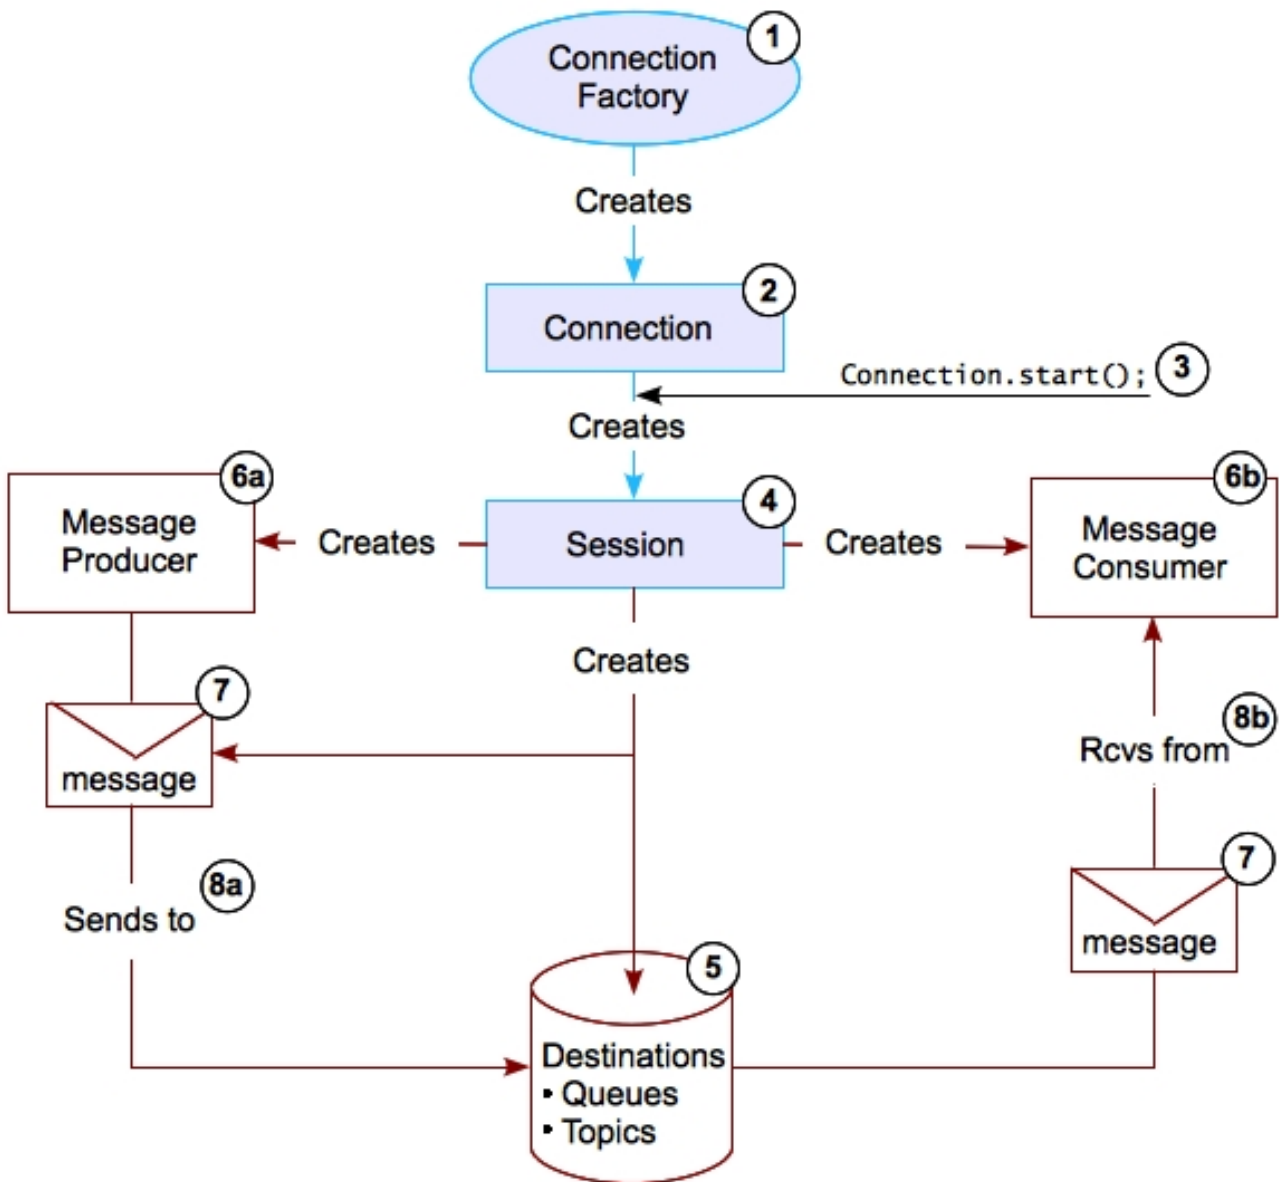 1
Connection
Factory
Creates
2
Connection
Connection.start();
3
Creates
6a
Message
Producer
Creates
4
Session
Creates
6b
Message
Consumer
Creates
7
message
8a
Sends to
8b
Rcvs from
7
message
5
Destinations
• Queues
• Topics